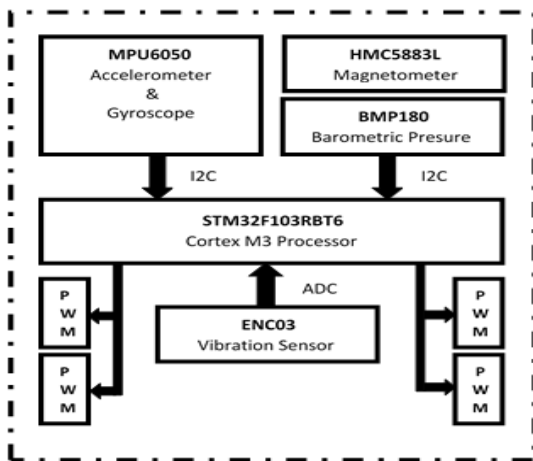 MPU6050
Accelerometer
&
Gyroscope
HMC5883L
Magnetometer
BMP180
Barometric Presure
I2C
I2C
STM32F103RBT6
Cortex M3 Processor
P
W
M
P
W
M
ADC
ENC03
Vibration Sensor
P
W
M
P
W
M